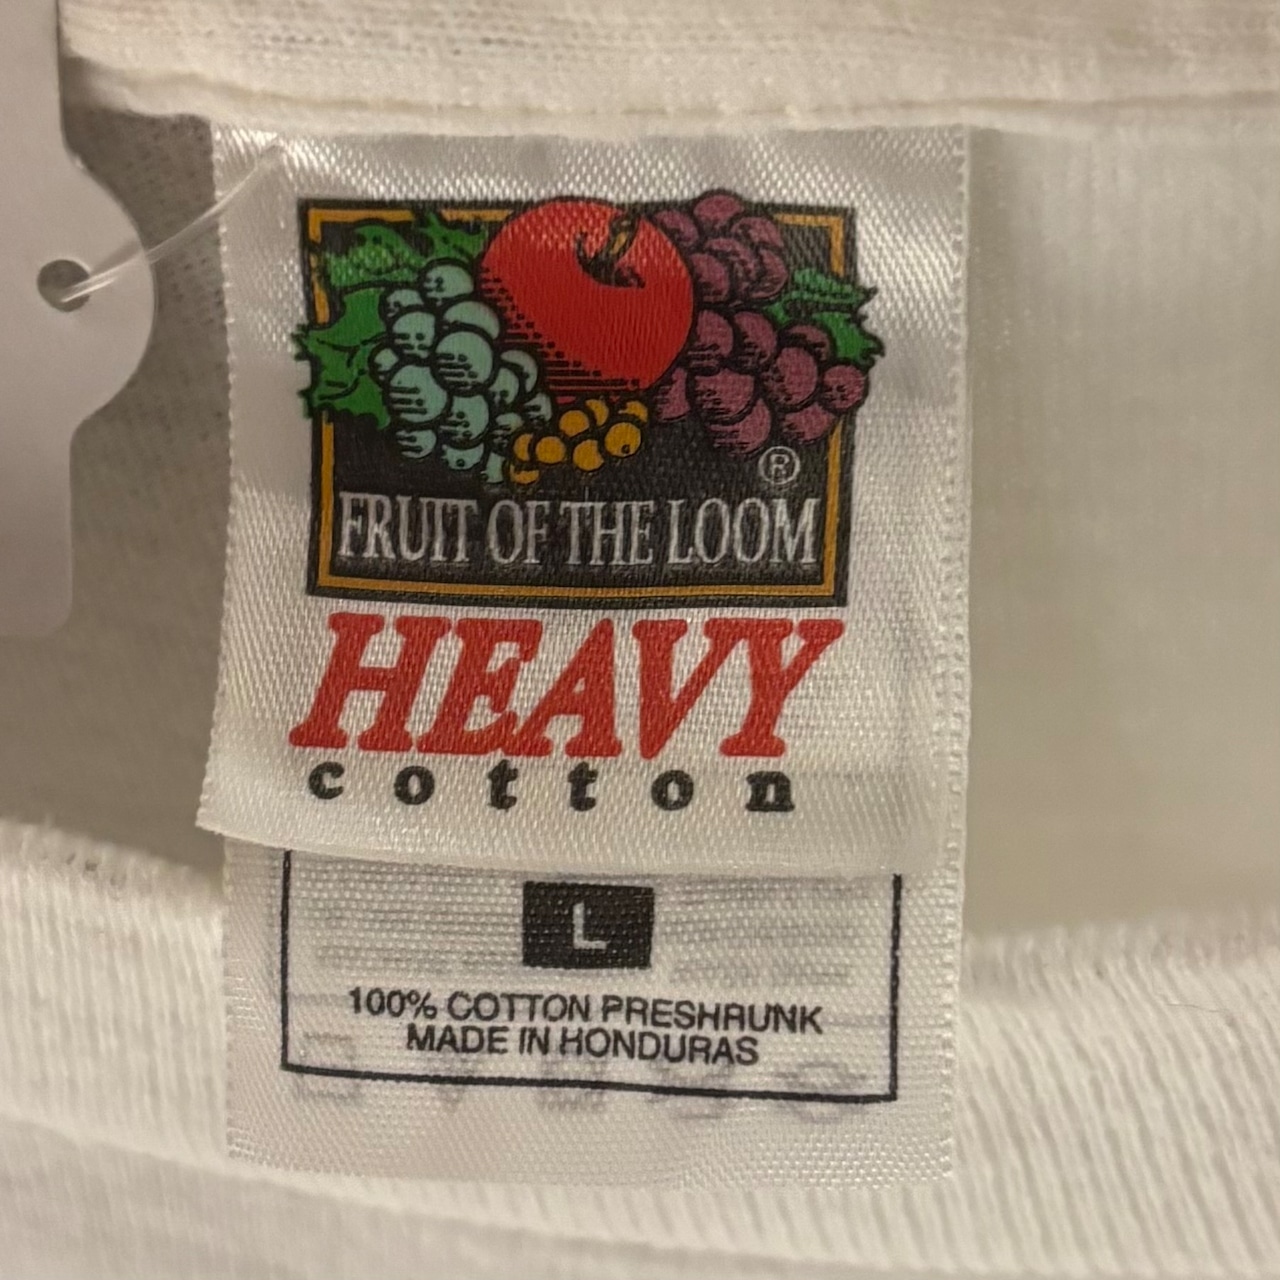 ®
FRUIT OF THE LOOM
HEAVY
cotton
L
100% COTTON PRESHRUNK
MADE IN HONDURAS